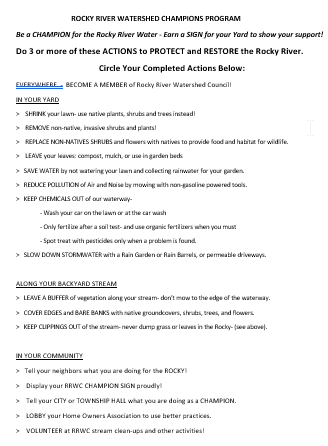 ROCKY RIVER WATERSHED CHAMPIONS PROGRAM
Be a CHAMPION for the Rocky River Water - Earn a SIGN for your Yard to show your support!
Do 3 or more of these ACTIONS to PROTECT and RESTORE the Rocky River.
Circle Your Completed Actions Below:
EVERYWHERE - BECOME A MEMBER of Rocky River Watershed Council!
IN YOUR YARD
> SHRINK your lawn- use native plants, shrubs and trees instead!
> REMOVE non-native, invasive shrubs and plants!
> REPLACE NON-NATIVES SHRUBS and flowers with natives to provide food and habitat for wildlife.
> LEAVE your leaves: compost, mulch, or use in garden beds
> SAVE WATER by not watering your lawn and collecting rainwater for your garden.
> REDUCE POLLUTION of Air and Noise by mowing with non-gasoline powered tools.
> KEEP CHEMICALS OUT of our waterway-
- Wash your car on the lawn or at the car wash
- Only fertilize after a soil test- and use organic fertilizers when you must
- Spot treat with pesticides only when a problem is found.
> SLOW DOWN STORMWATER with a Rain Garden or Rain Barrels, or permeable driveways.
ALONG YOUR BACKYARD STREAM
> LEAVE A BUFFER of vegetation along your stream- don't mow to the edge of the waterway.
> COVER EDGES and BARE BANKS with native groundcovers, shrubs, trees, and flowers.
> KEEP CLIPPINGS OUT of the stream- never dump grass or leaves in the Rocky- (see above).
IN YOUR COMMUNITY
> Tell your neighbors what you are doing for the ROCKY!
> Display your RRWC CHAMPION SIGN proudly!
> Tell your CITY or TOWNSHIP HALL what you are doing as a CHAMPION.
> LOBBY your Home Owners Association to use better practices.
> VOLUNTEER at RRWC stream clean-ups and other activities!